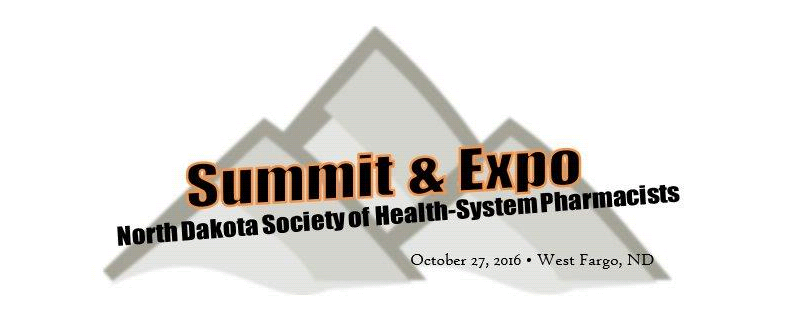 Summit & Expo
North Dakota Society of Health-System Pharmacists
October 27, 2016 • West Fargo, ND